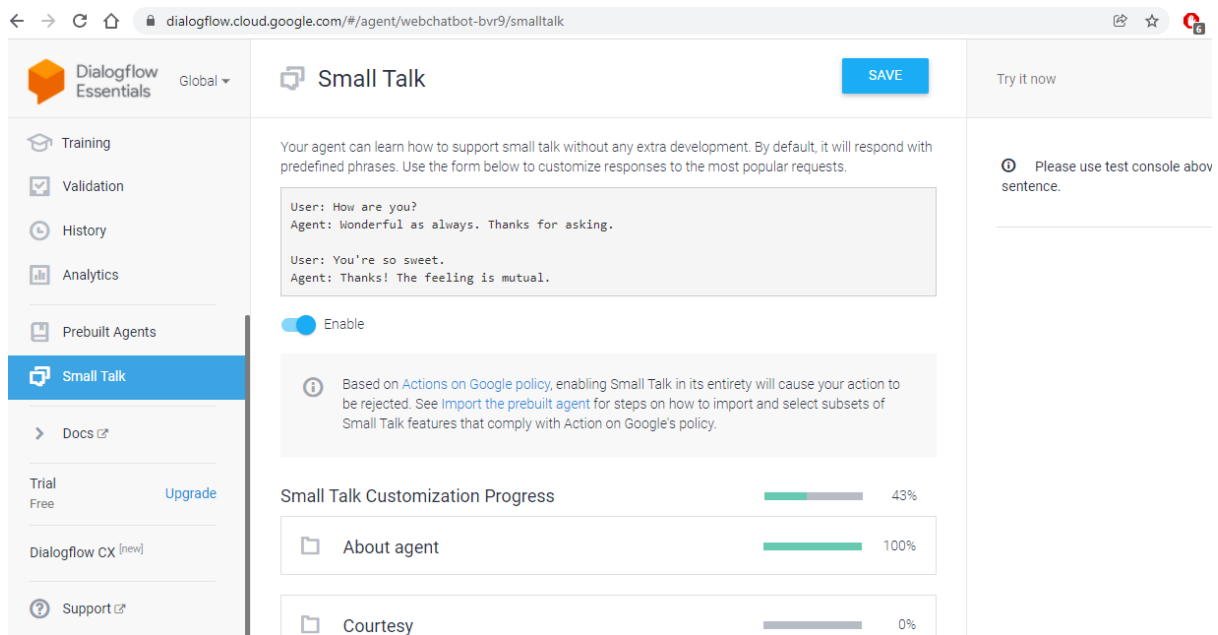 dialogflow.cloud.google.com/#/agent/webchatbot-bvr9/smalltalk
6
Dialogflow
Essentials
Global
Small Talk
SAVE
Try it now
Training
Validation
History
Analytics
Prebuilt Agents
Small Talk
Docs
Trial
Free
Upgrade
Dialogflow CX [new]
Support
Your agent can learn how to support small talk without any extra development. By default, it will respond with
predefined phrases. Use the form below to customize responses to the most popular requests.
User: How are you?
Agent: Wonderful as always. Thanks for asking.
User: You're so sweet.
Agent: Thanks! The feeling is mutual.
Enable
Based on Actions on Google policy, enabling Small Talk in its entirety will cause your action to
be rejected. See Import the prebuilt agent for steps on how to import and select subsets of
Small Talk features that comply with Action on Google's policy.
Small Talk Customization Progress 43%
About agent 100%
Courtesy 0%
Please use test console abov
sentence.